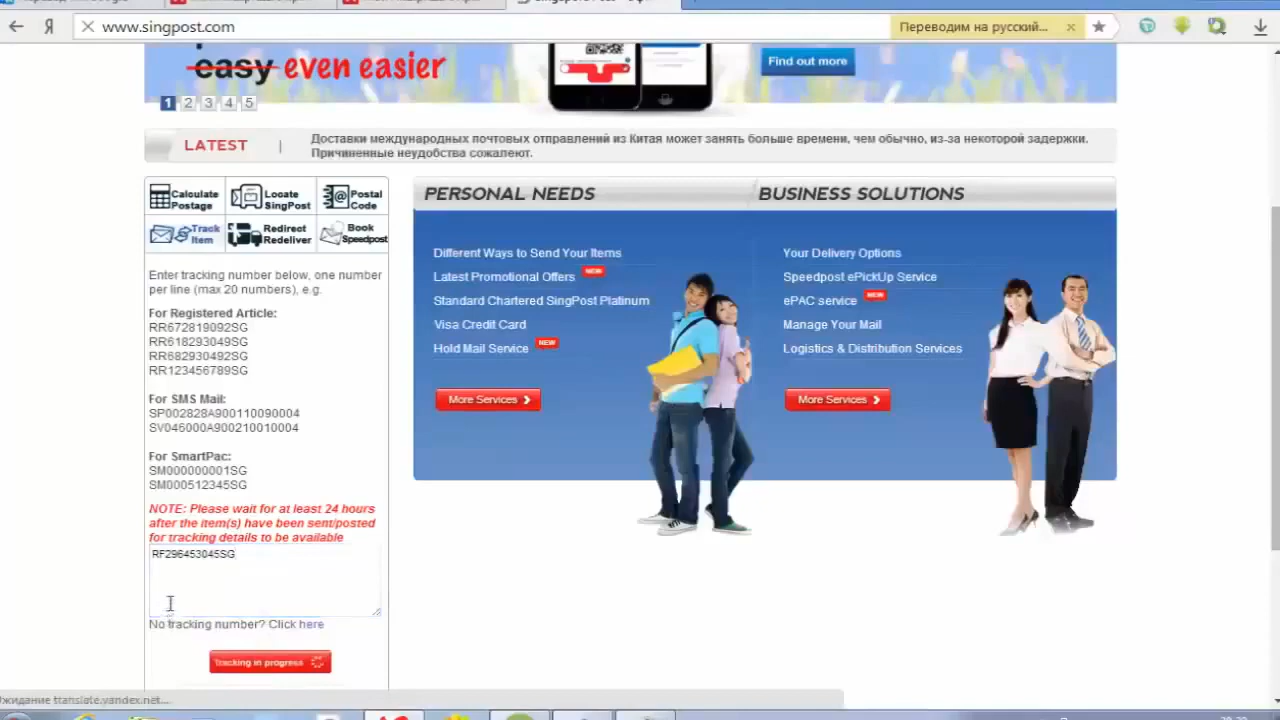 Я
www.singpost.com
Переводим на русский...
easy even easier
Find out more
1 2 3 4 5
LATEST
Доставки международных почтовых отправлений из Китая может занять больше времени, чем обычно, из-за некоторой задержки.
Причиненные неудобства сожалеют.
Calculate Postage
Locate SingPost
Postal Code
Track Item
Redirect Redeliver
Book Speedpost
Enter tracking number below, one number
per line (max 20 numbers), e.g.
For Registered Article:
RR672819092SG
RR618293049SG
RR682930492SG
RR123456789SG
For SMS Mail:
SP002828A900110090004
SV046000A900210010004
For SmartPac:
SM000000001SG
SM000512345SG
NOTE: Please wait for at least 24 hours
after the item(s) have been sent/posted
for tracking details to be available
RF296453045SG
No tracking number? Click here
Tracking in progress
PERSONAL NEEDS
Different Ways to Send Your Items
Latest Promotional Offers NEW
Standard Chartered SingPost Platinum
Visa Credit Card
Hold Mail Service NEW
More Services
BUSINESS SOLUTIONS
Your Delivery Options
Speedpost ePickUp Service
ePAC service NEW
Manage Your Mail
Logistics & Distribution Services
More Services
жидание translate.yandex.net...